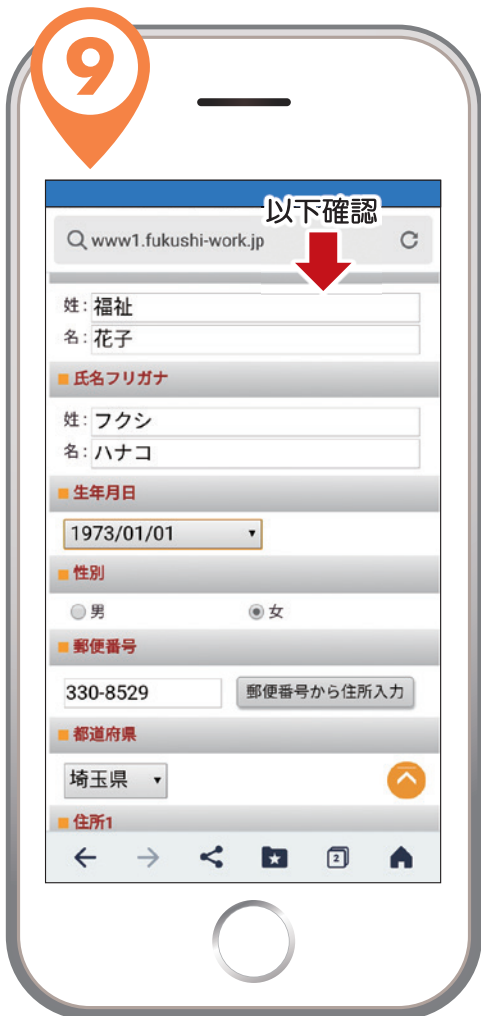 9
以下確認
www1.fukushi-work.jp
姓: 福祉
名: 花子
氏名フリガナ
姓: フクシ
名: ハナコ
生年月日
1973/01/01
性別
男 女
郵便番号
330-8529 郵便番号から住所入力
都道府県
埼玉県
住所1
2